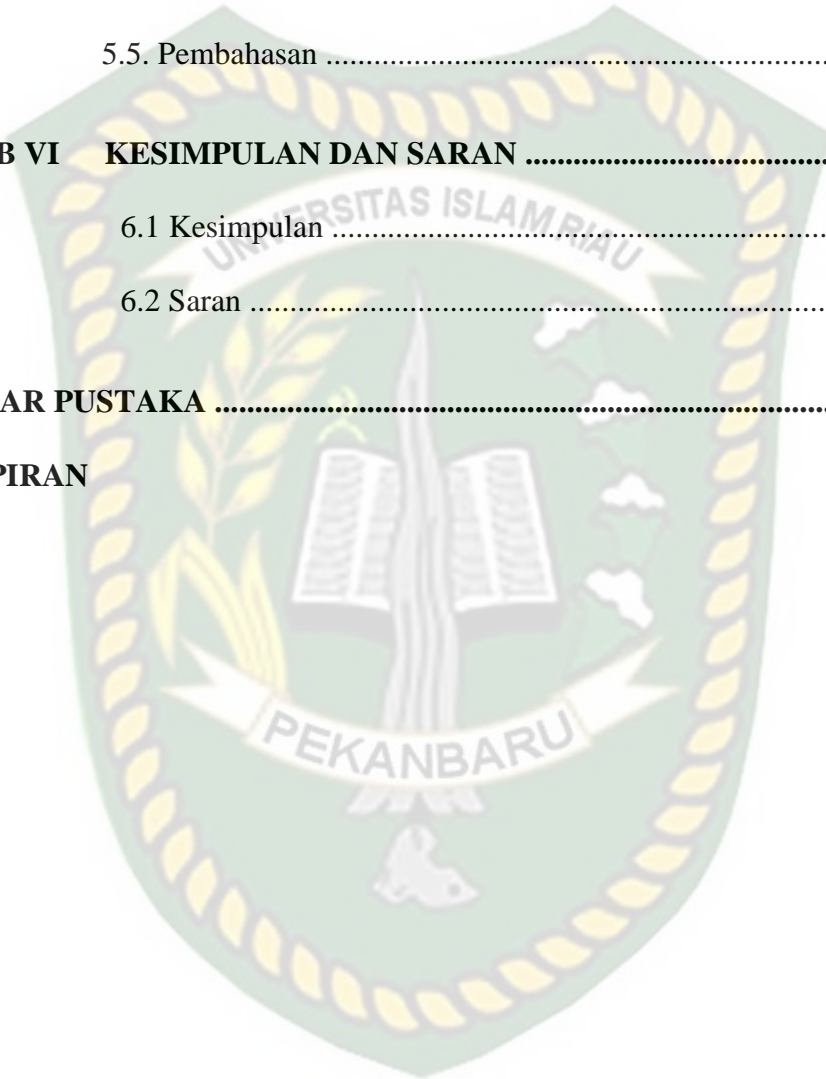 5.5. Pembahasan ............................................................
B VI KESIMPULAN DAN SARAN ......................................
UNIVERSITAS ISLAM RIAU
6.1 Kesimpulan ............................................................
6.2 Saran ......................................................................
AR PUSTAKA .............................................................................
PIRAN
PEKANBARU